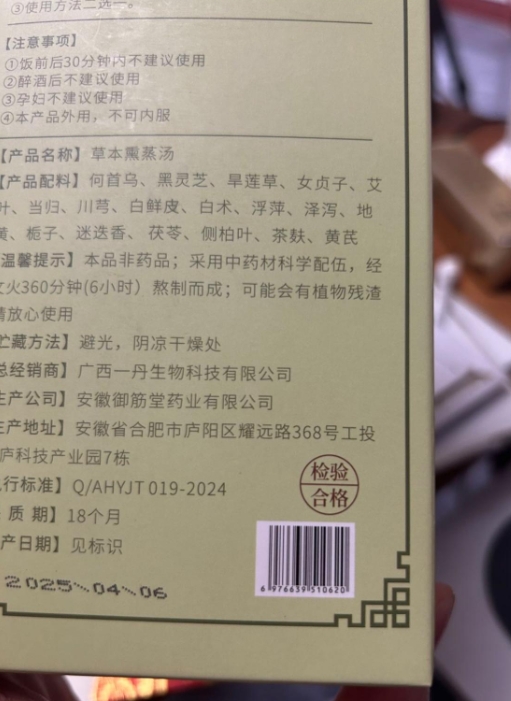 ③使用方法二选一。
【注意事项】
①饭前后30分钟内不建议使用
②醉酒后不建议使用
③孕妇不建议使用
④本产品外用，不可内服
【产品名称】草本熏蒸汤
【产品配料】何首乌、黑灵芝、旱莲草、女贞子、艾
叶、当归、川芎、白鲜皮、白术、浮萍、泽泻、地
黄、栀子、迷迭香、茯苓、侧柏叶、茶麸、黄芪
温馨提示】本品非药品；采用中药材科学配伍，经
文火360分钟(6小时）熬制而成；可能会有植物残渣
请放心使用
贮藏方法】避光，阴凉干燥处
总经销商】广西一丹生物科技有限公司
生产公司】安徽御筋堂药业有限公司
生产地址】安徽省合肥市庐阳区耀远路368号工投
庐科技产业园7栋
执行标准】Q/AHYJT 019-2024
质 期】18个月
产日期】见标识
检验
合格
2025 04 06
6 976639 510620